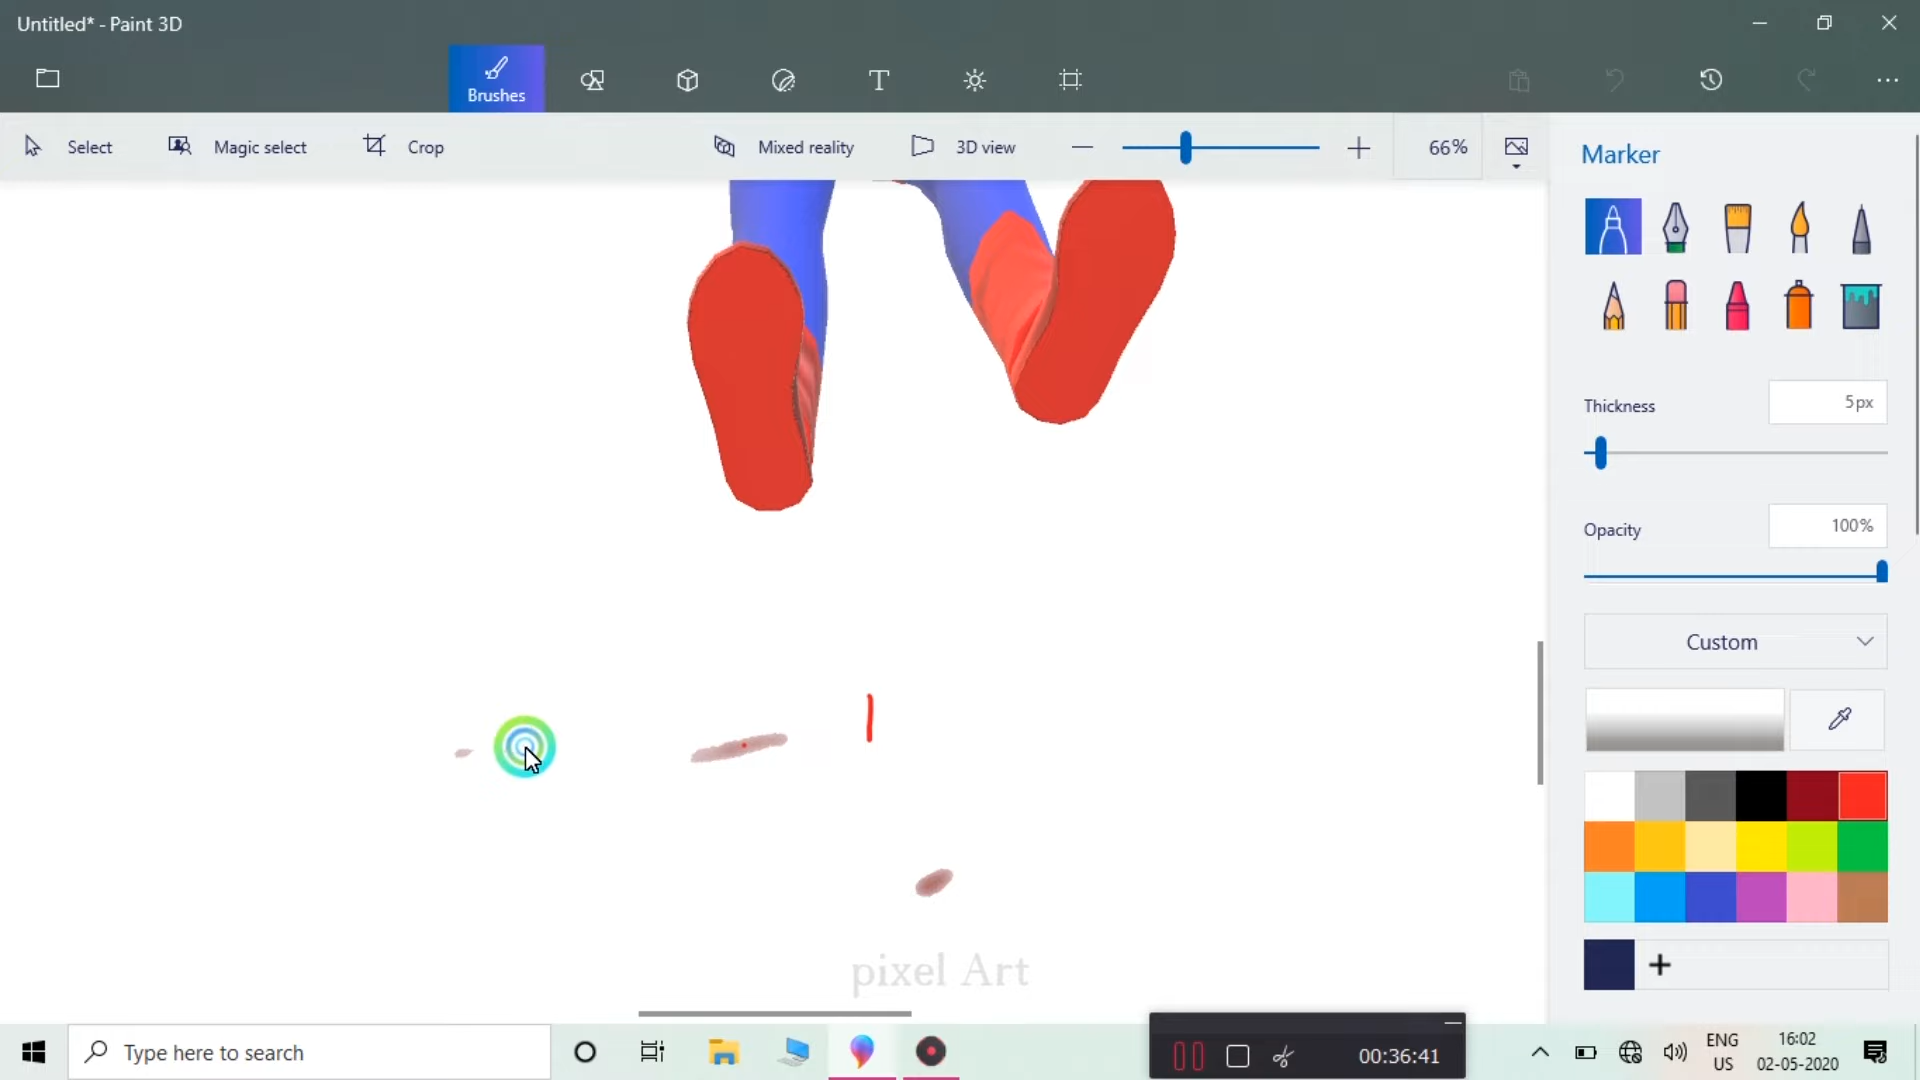 Untitled* - Paint 3D
Brushes
Select
Magic select
Crop
Mixed reality
3D view
66%
Marker
Thickness
5px
Opacity
100%
Custom
pixel Art
Type here to search
00:36:41
ENG
US
16:02
02-05-2020